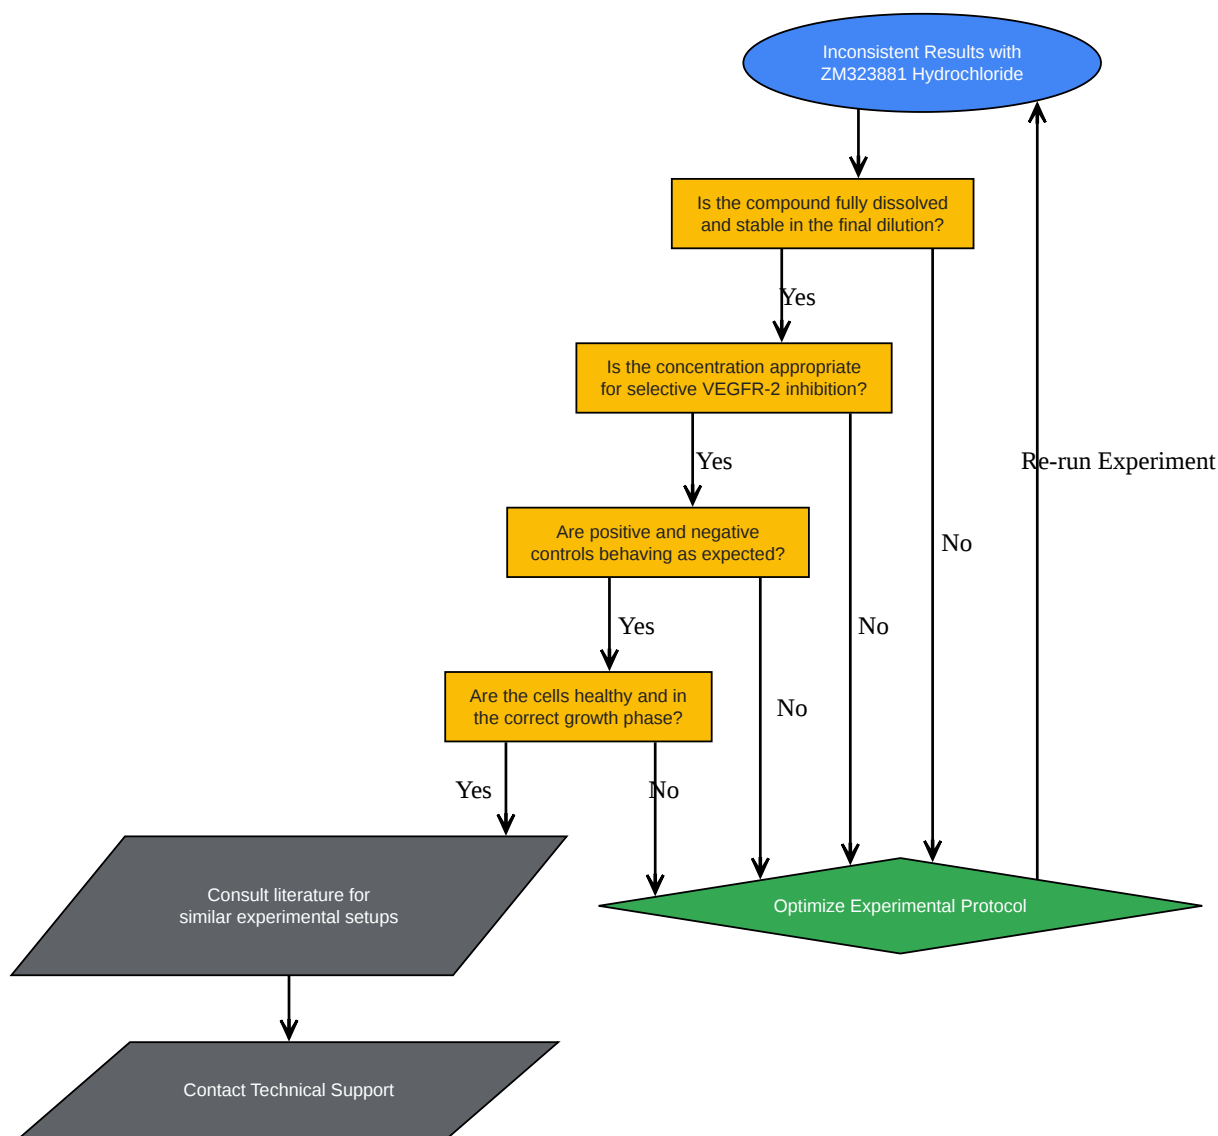 Inconsistent Results with
ZM323881 Hydrochloride
Is the compound fully dissolved
and stable in the final dilution?
Yes
Is the concentration appropriate
for selective VEGFR-2 inhibition?
Yes
Re-run Experiment
Are positive and negative
controls behaving as expected?
No
Yes
No
Are the cells healthy and in
the correct growth phase?
No
Yes
No
Consult literature for
similar experimental setups
Optimize Experimental Protocol
Contact Technical Support